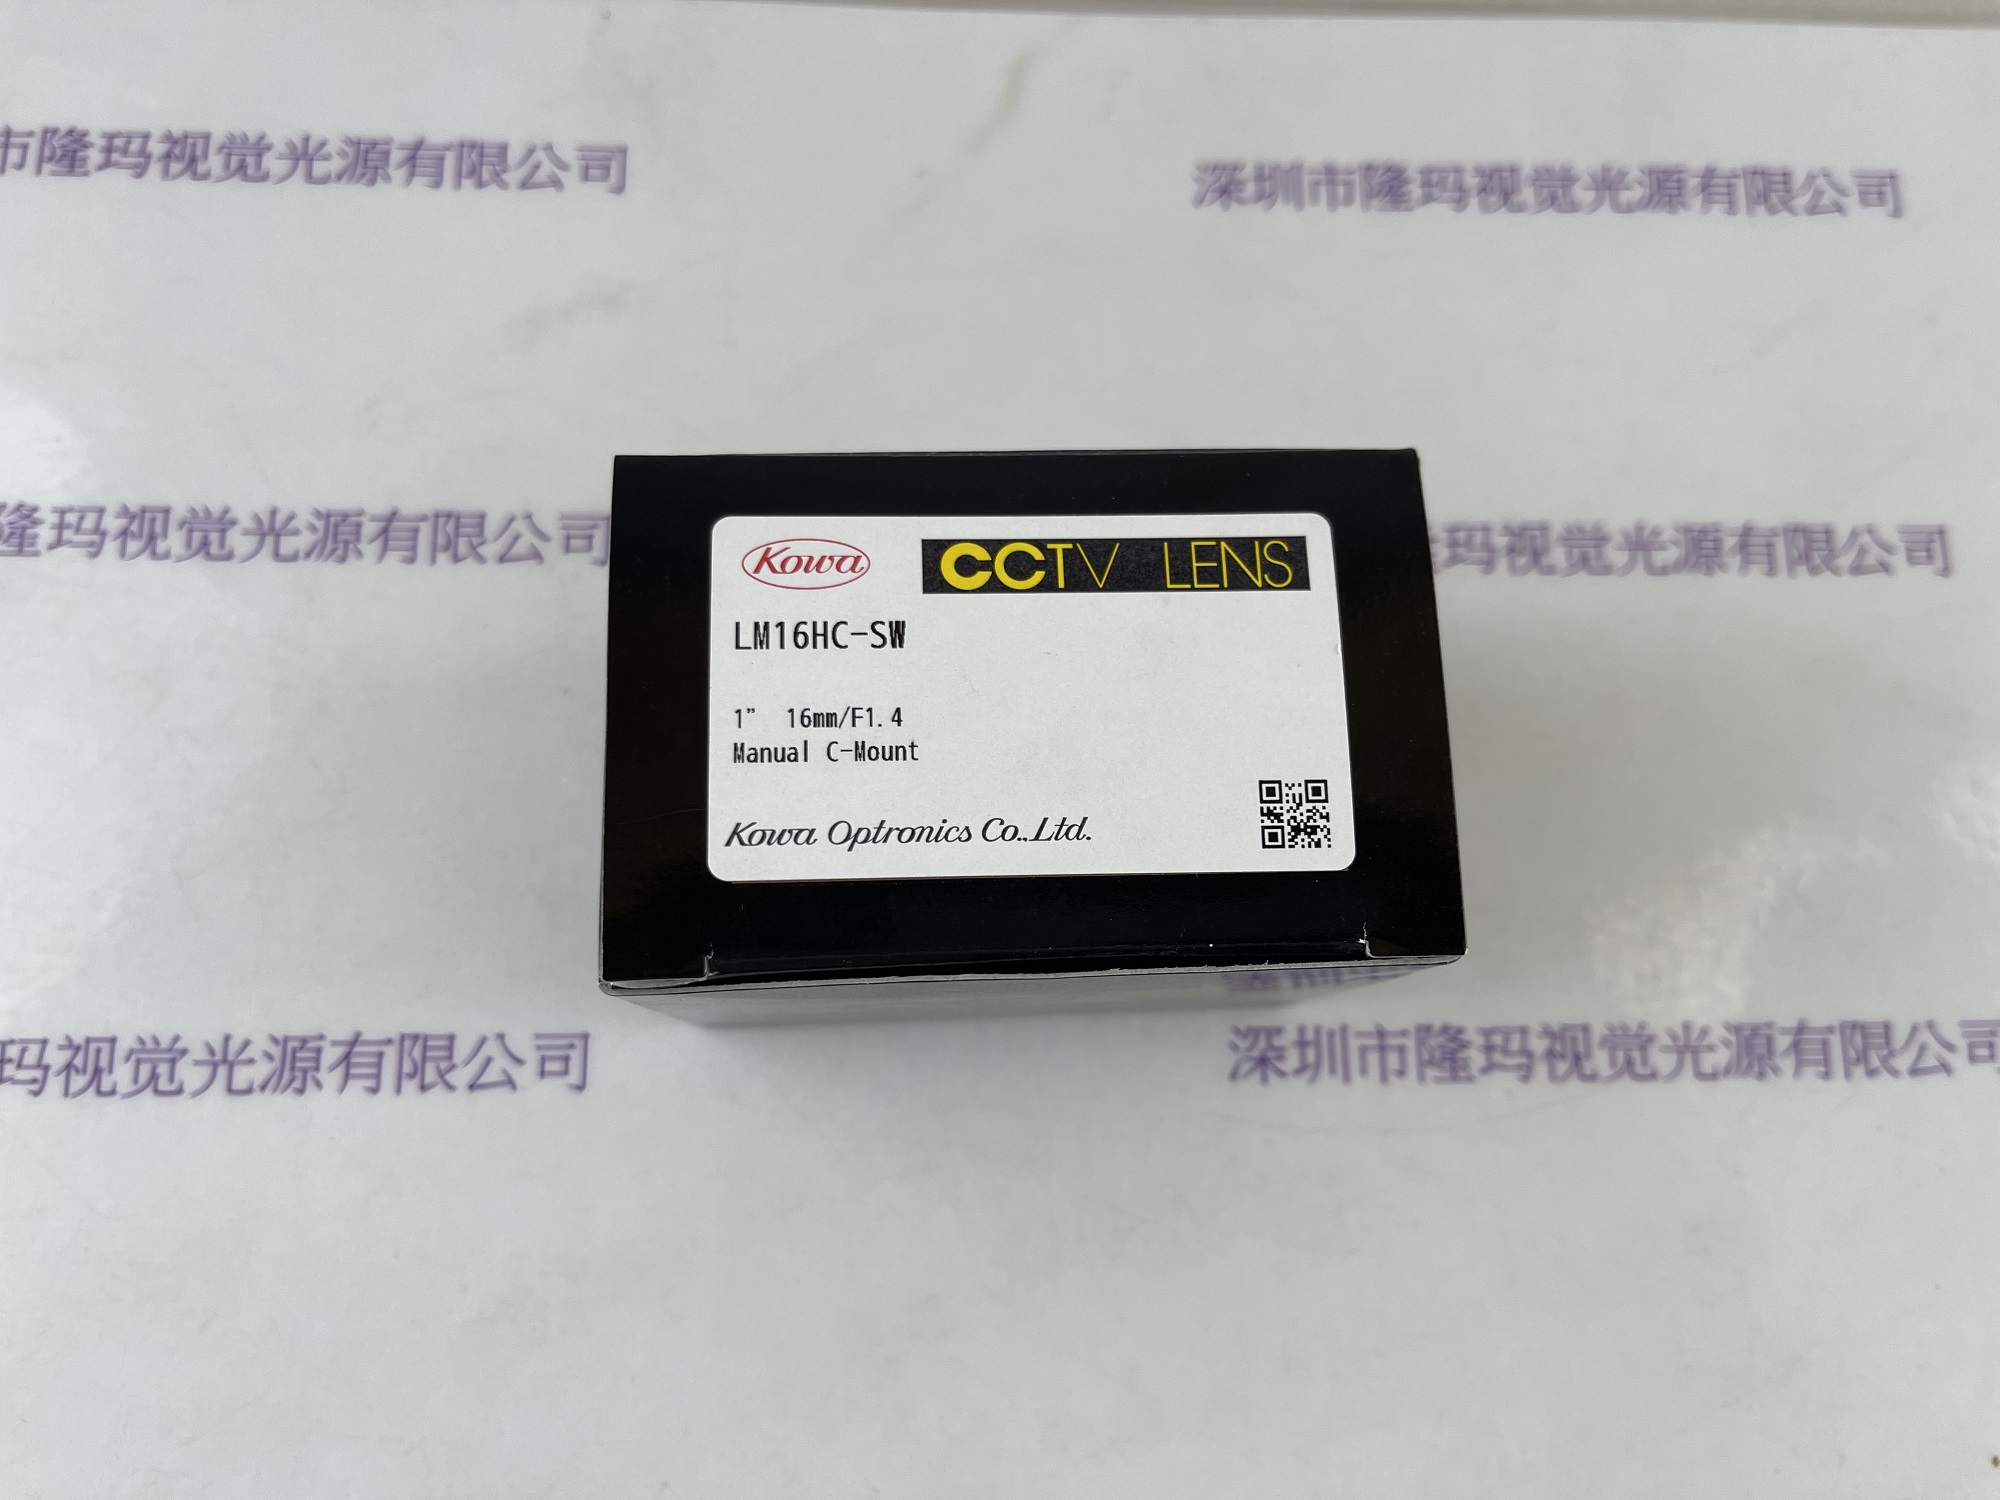 市隆玛视觉光源有限公司
深圳市隆玛视觉光源有限公司
隆玛视觉光源有限公司
玛视觉光源有限公司
Kowa
CCTV LENS
LM16HC-SW
1” 16mm/F1.4
Manual C-Mount
Kowa Optronics Co.,Ltd.
玛视觉光源有限公司
深圳市隆玛视觉光源有限公司